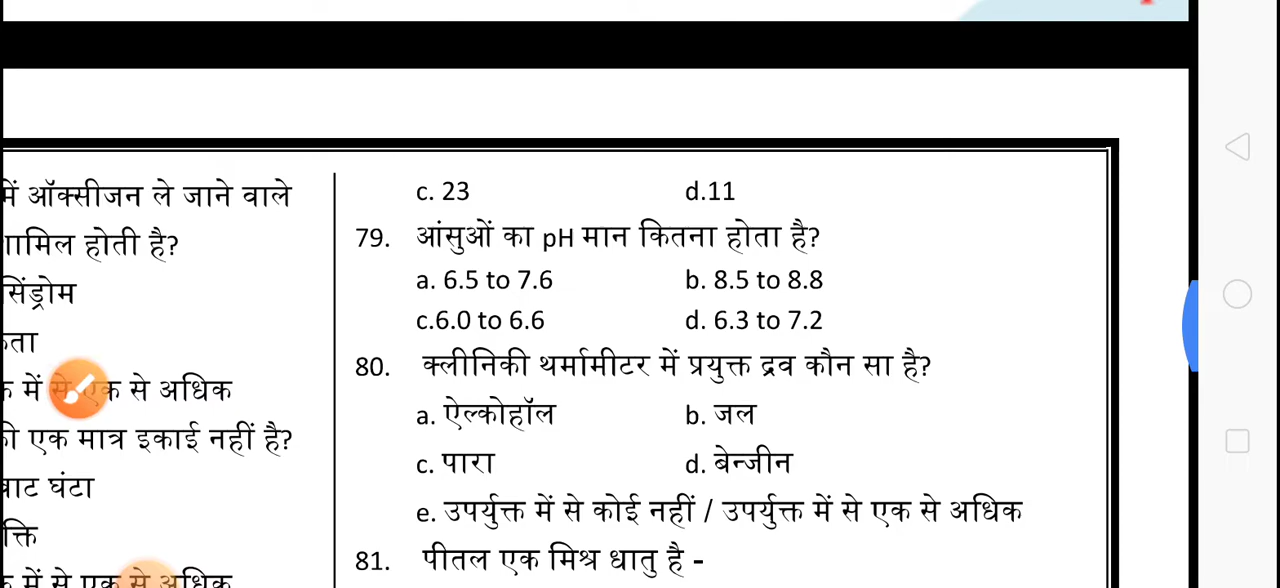 में ऑक्सीजन ले जाने वाले
होती है?
सिंड्रोम
में से एक से अधिक
एक मात्र इकाई नहीं है?
घंटा
में से एक से अधिक
c. 23 d.11
79. आंसुओं का pH मान कितना होता है?
a. 6.5 to 7.6 b. 8.5 to 8.8
c.6.0 to 6.6 d. 6.3 to 7.2
80. क्लीनिकी थर्मामीटर में प्रयुक्त द्रव कौन सा है?
a. ऐल्कोहॉल b. जल
c. पारा d. बेन्जीन
e. उपर्युक्त में से कोई नहीं / उपर्युक्त में से एक से अधिक
81. पीतल एक मिश्र धातु है -